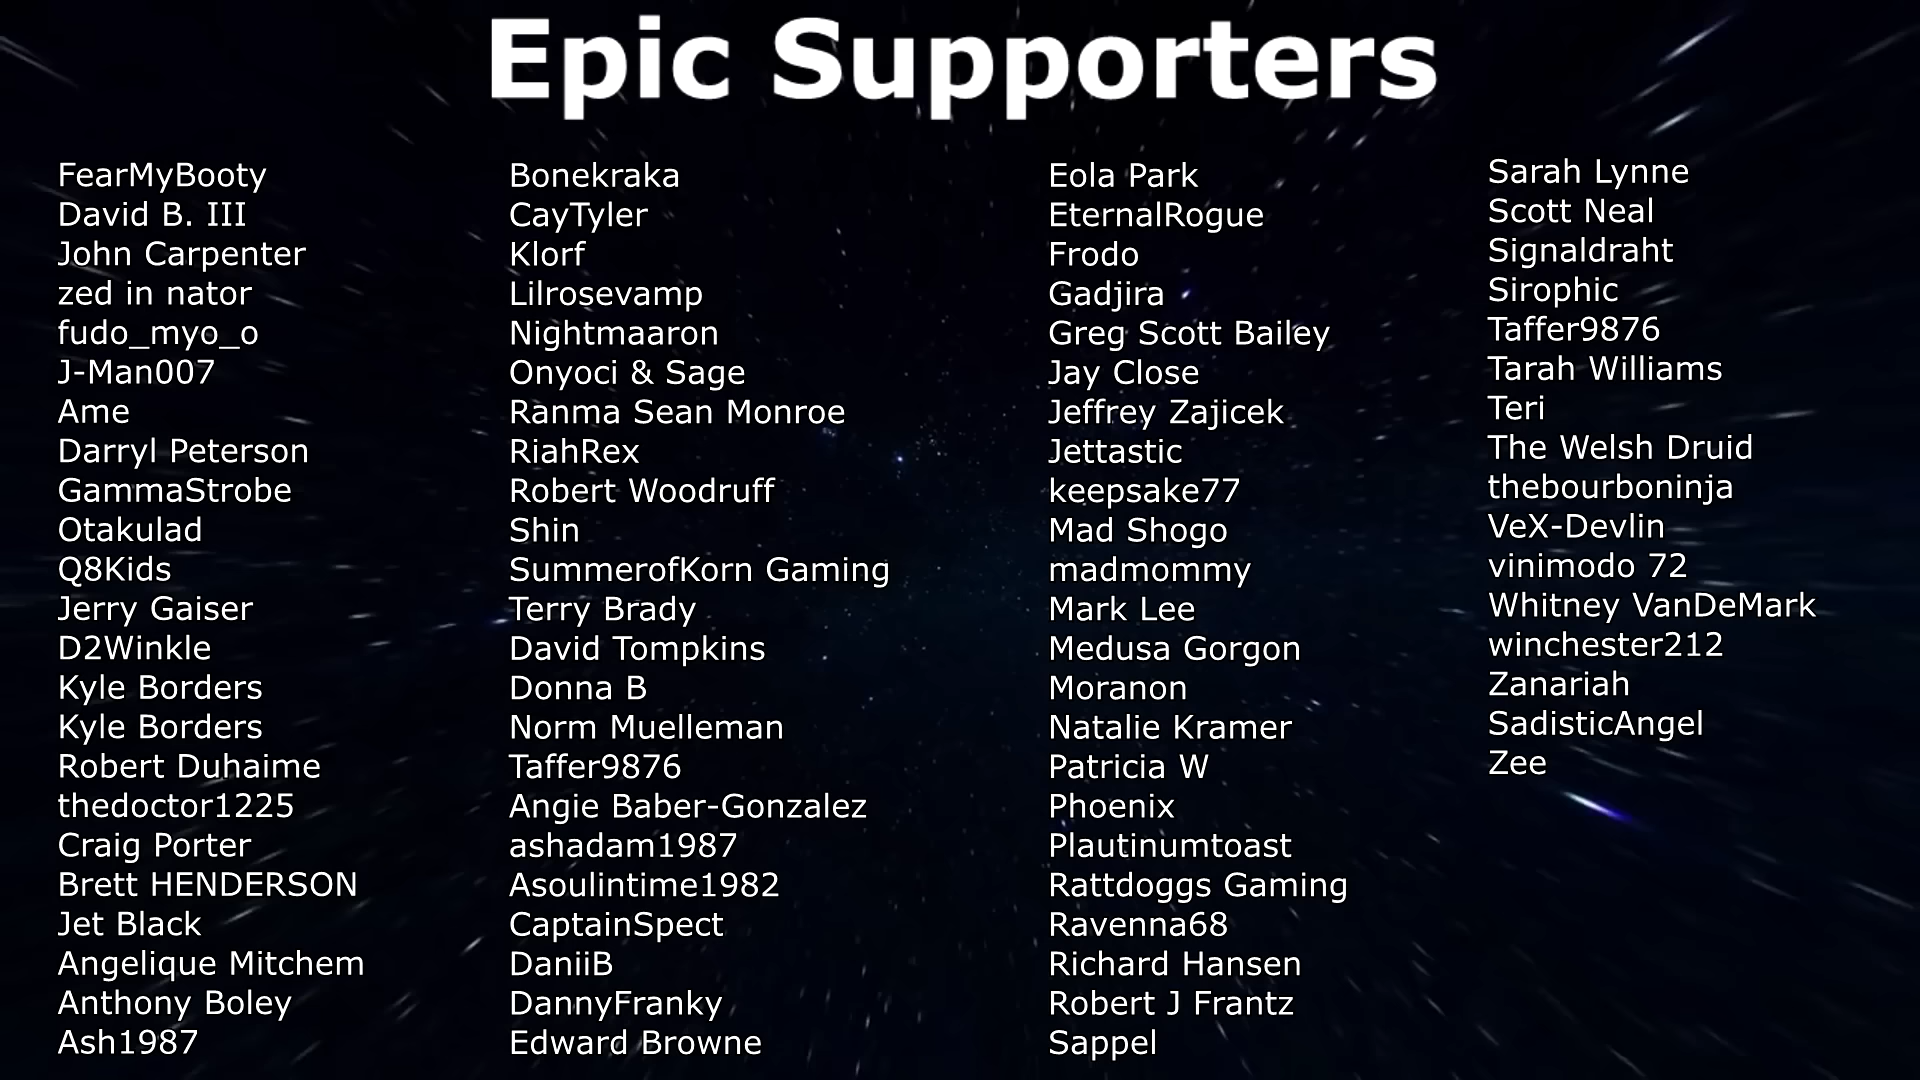 Epic Supporters
FearMyBooty
David B. III
John Carpenter
zed in nator
fudo_myo_o
J-Man007
Ame
Darryl Peterson
GammaStrobe
Otakulad
Q8Kids
Jerry Gaiser
D2Winkle
Kyle Borders
Kyle Borders
Robert Duhaime
thedoctor1225
Craig Porter
Brett HENDERSON
Jet Black
Angelique Mitchem
Anthony Boley
Ash1987
Bonekraka
CayTyler
Klorf
Lilrosevamp
Nightmaaron
Onyoci & Sage
Ranma Sean Monroe
RiahRex
Robert Woodruff
Shin
SummerofKorn Gaming
Terry Brady
David Tompkins
Donna B
Norm Muelleman
Taffer9876
Angie Baber-Gonzalez
ashadam1987
Asoulintime1982
CaptainSpect
DaniiB
DannyFranky
Edward Browne
Eola Park
EternalRogue
Frodo
Gadjira
Greg Scott Bailey
Jay Close
Jeffrey Zajicek
Jettastic
keepsake77
Mad Shogo
madmommy
Mark Lee
Medusa Gorgon
Moranon
Natalie Kramer
Patricia W
Phoenix
Plautinumtoast
Rattdoggs Gaming
Ravenna68
Richard Hansen
Robert J Frantz
Sappel
Sarah Lynne
Scott Neal
Signaldraht
Sirophic
Taffer9876
Tarah Williams
Teri
The Welsh Druid
thebourboninja
VeX-Devlin
vinimodo 72
Whitney VanDeMark
winchester212
Zanariah
SadisticAngel
Zee